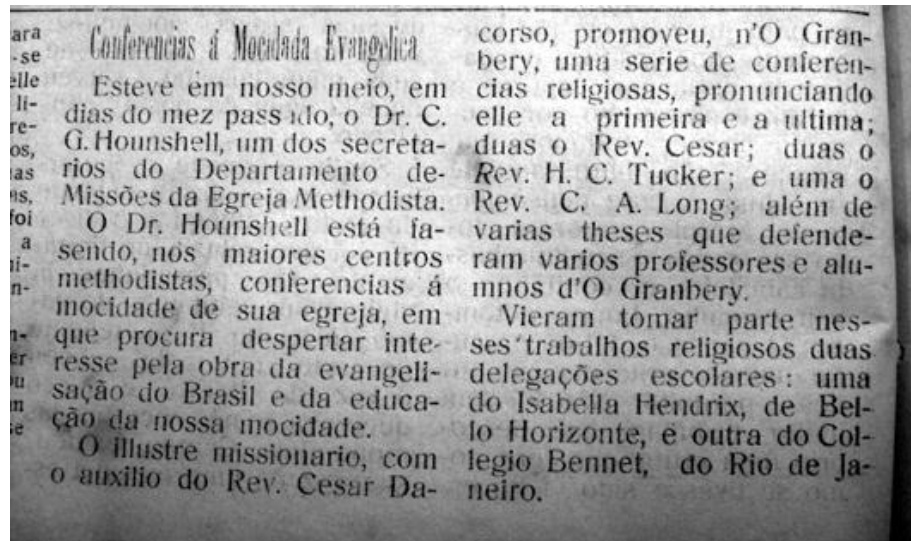 Conferencias á Mocidada Evangelica
Esteve em nosso meio, em
dias do mez pass do, o Dr. C.
G. Hounshell, um dos secreta-
rios do Departamento de-
Missões da Egreja Methodista.
O Dr. Hounshell está fa-
sendo, nos maiores centros
methodistas, conferencias á
mocidade de sua egreja, em
que procura despertar inte-
resse pela obra da evangeli-
sação do Brasil e da educa-
ção da nossa mocidade.
O illustre missionario, com
o auxilio do Rev. Cesar Da-
corso, promoveu, n'O Gran-
bery, uma serie de conferen-
cias religiosas, pronunciando
elle a primeira e a ultima;
duas o Rev. Cesar; duas o
Rev. H. C. Tucker; e uma o
Rev. C. A. Long; além de
varias theses que defende-
ram varios professores e alu-
mnos d'O Granbery.
Vieram tomar parte nes-
ses trabalhos religiosos duas
delegações escolares: uma
do Isabella Hendrix, de Bel-
lo Horizonte, e outra do Col-
legio Bennet, do Rio de Ja-
neiro.